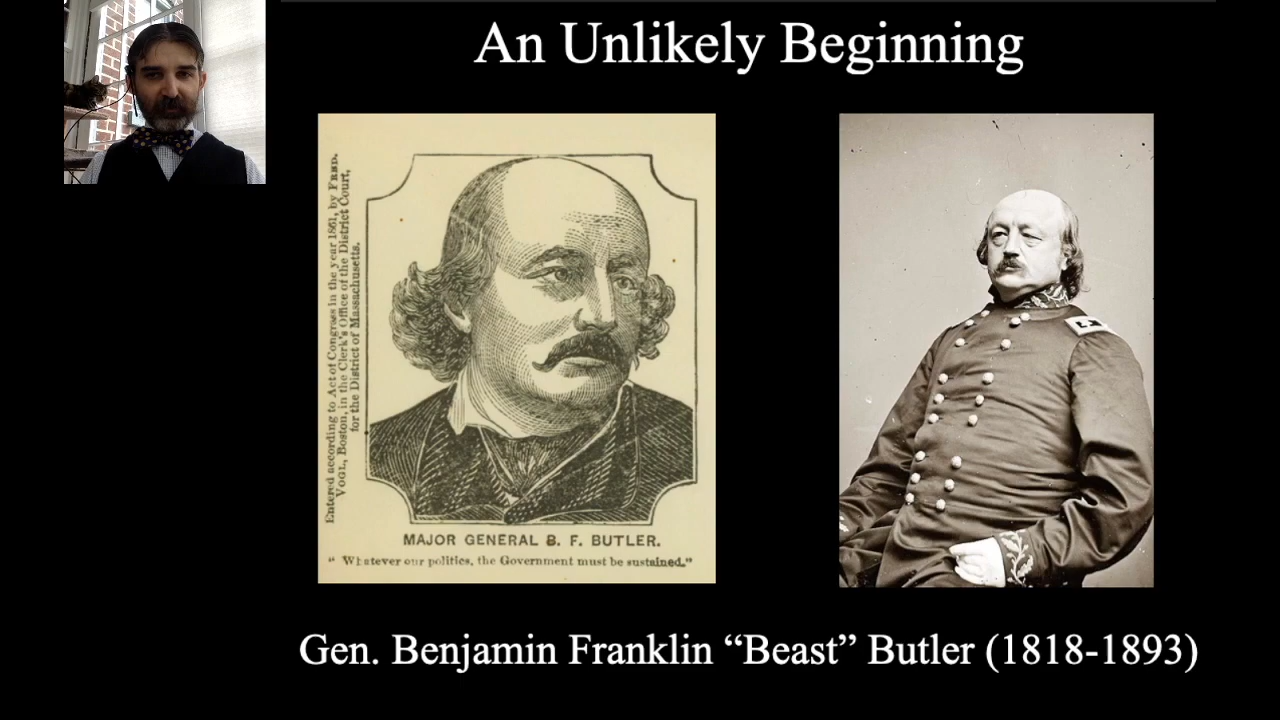 An Unlikely Beginning
Entered according to Act of Congress in the year 1861, by FRED.
VOGL, Boston, in the Clerk's Office of the District Court,
for the District of Massachusetts.
MAJOR GENERAL B. F. BUTLER.
"Whatever our politics, the Government must be sustained."
Gen. Benjamin Franklin “Beast” Butler (1818-1893)